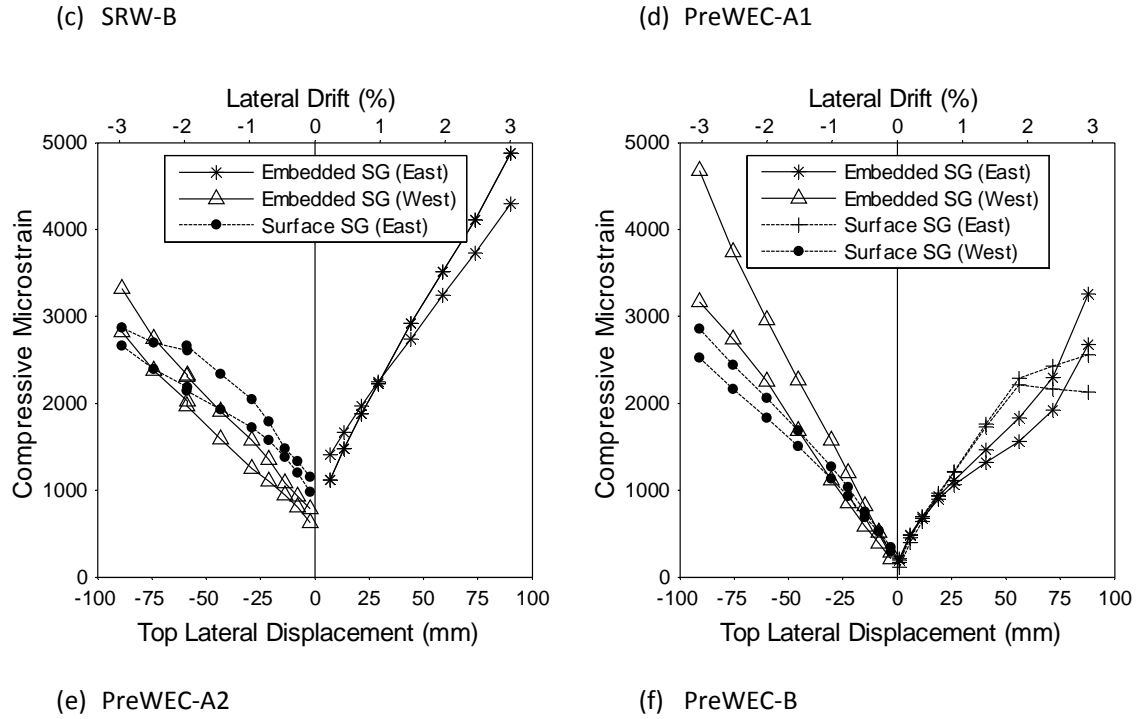 (c) SRW-B
(d) PreWEC-A1
Lateral Drift (%)
-3 -2 -1 0 1 2 3
5000
4000
3000
2000
1000
0
Compressive Microstrain
Embedded SG (East)
Embedded SG (West)
Surface SG (East)
-100 -75 -50 -25 0 25 50 75 100
Top Lateral Displacement (mm)
Lateral Drift (%)
-3 -2 -1 0 1 2 3
5000
4000
3000
2000
1000
0
Compressive Microstrain
Embedded SG (East)
Embedded SG (West)
Surface SG (East)
Surface SG (West)
-100 -75 -50 -25 0 25 50 75 100
Top Lateral Displacement (mm)
(e) PreWEC-A2
(f) PreWEC-B